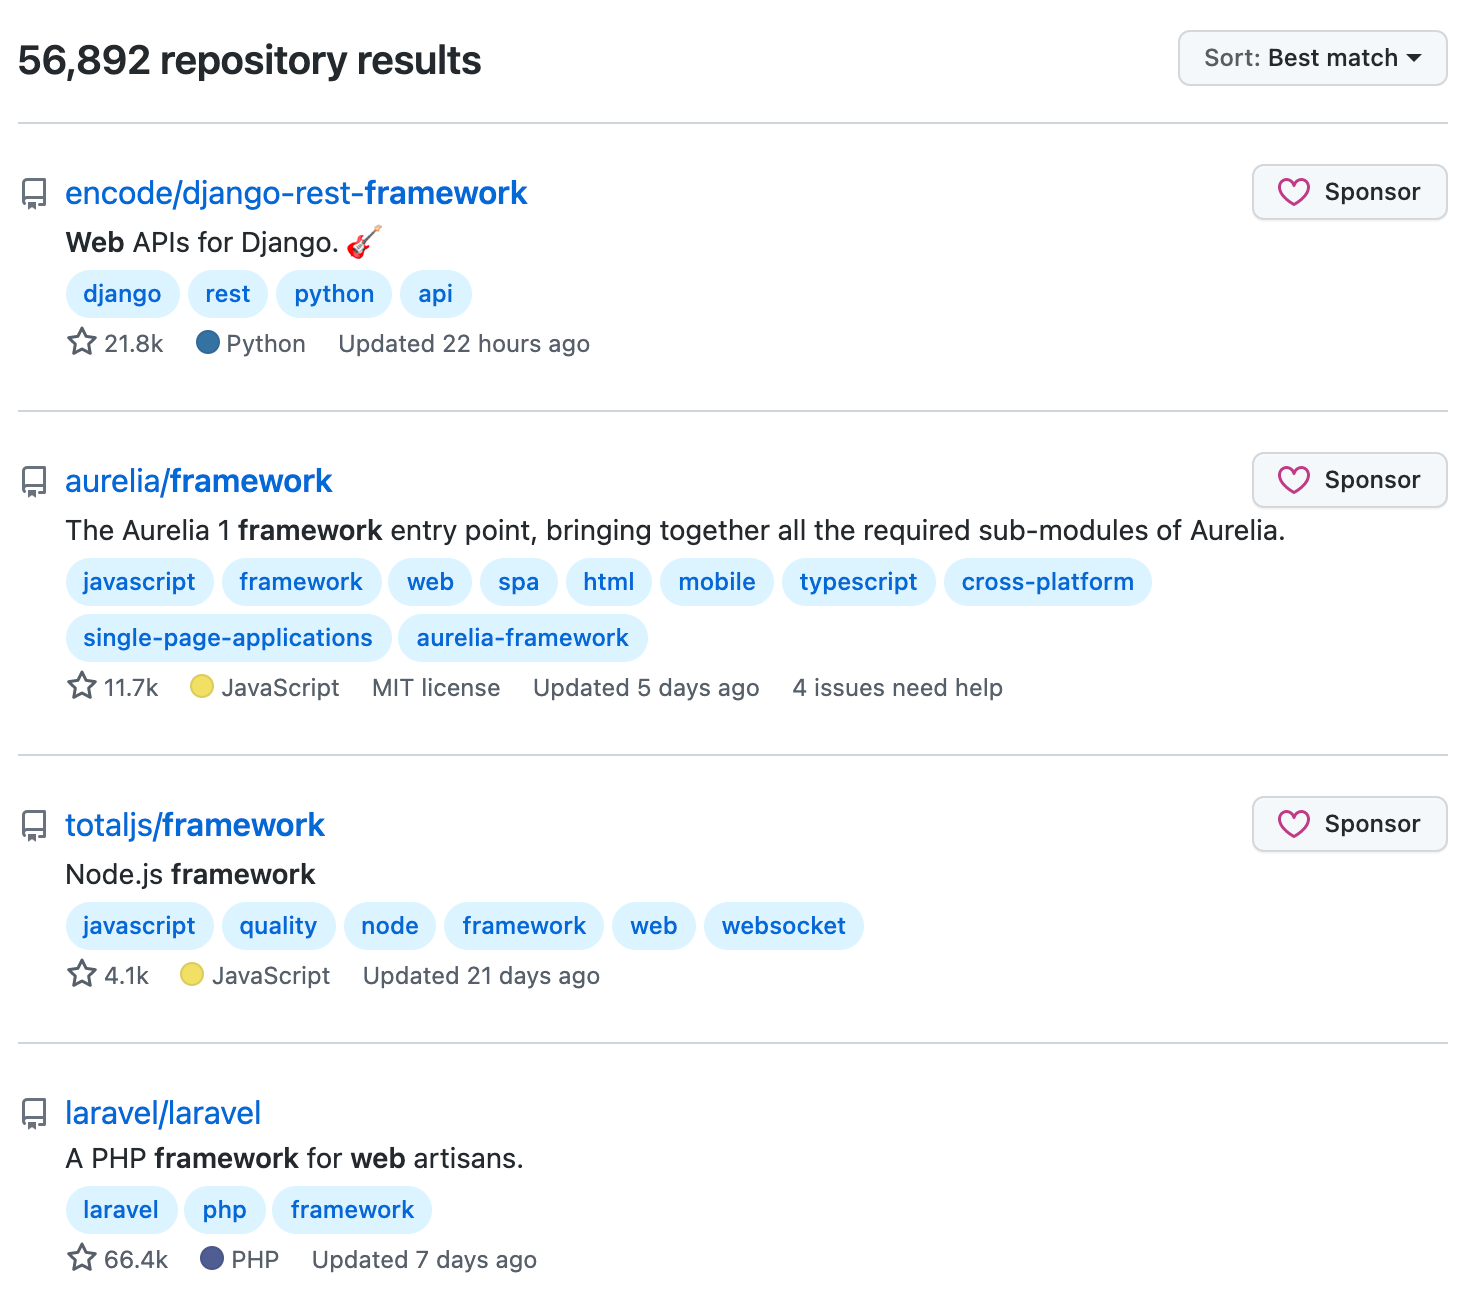 56,892 repository results
Sort: Best match
encode/django-rest-framework
Sponsor
Web APIs for Django. 🎸
django rest python api
21.8k Python Updated 22 hours ago
aurelia/framework
Sponsor
The Aurelia 1 framework entry point, bringing together all the required sub-modules of Aurelia.
javascript framework web spa html mobile typescript cross-platform
single-page-applications aurelia-framework
11.7k JavaScript MIT license Updated 5 days ago 4 issues need help
totaljs/framework
Sponsor
Node.js framework
javascript quality node framework web websocket
4.1k JavaScript Updated 21 days ago
laravel/laravel
A PHP framework for web artisans.
laravel php framework
66.4k PHP Updated 7 days ago